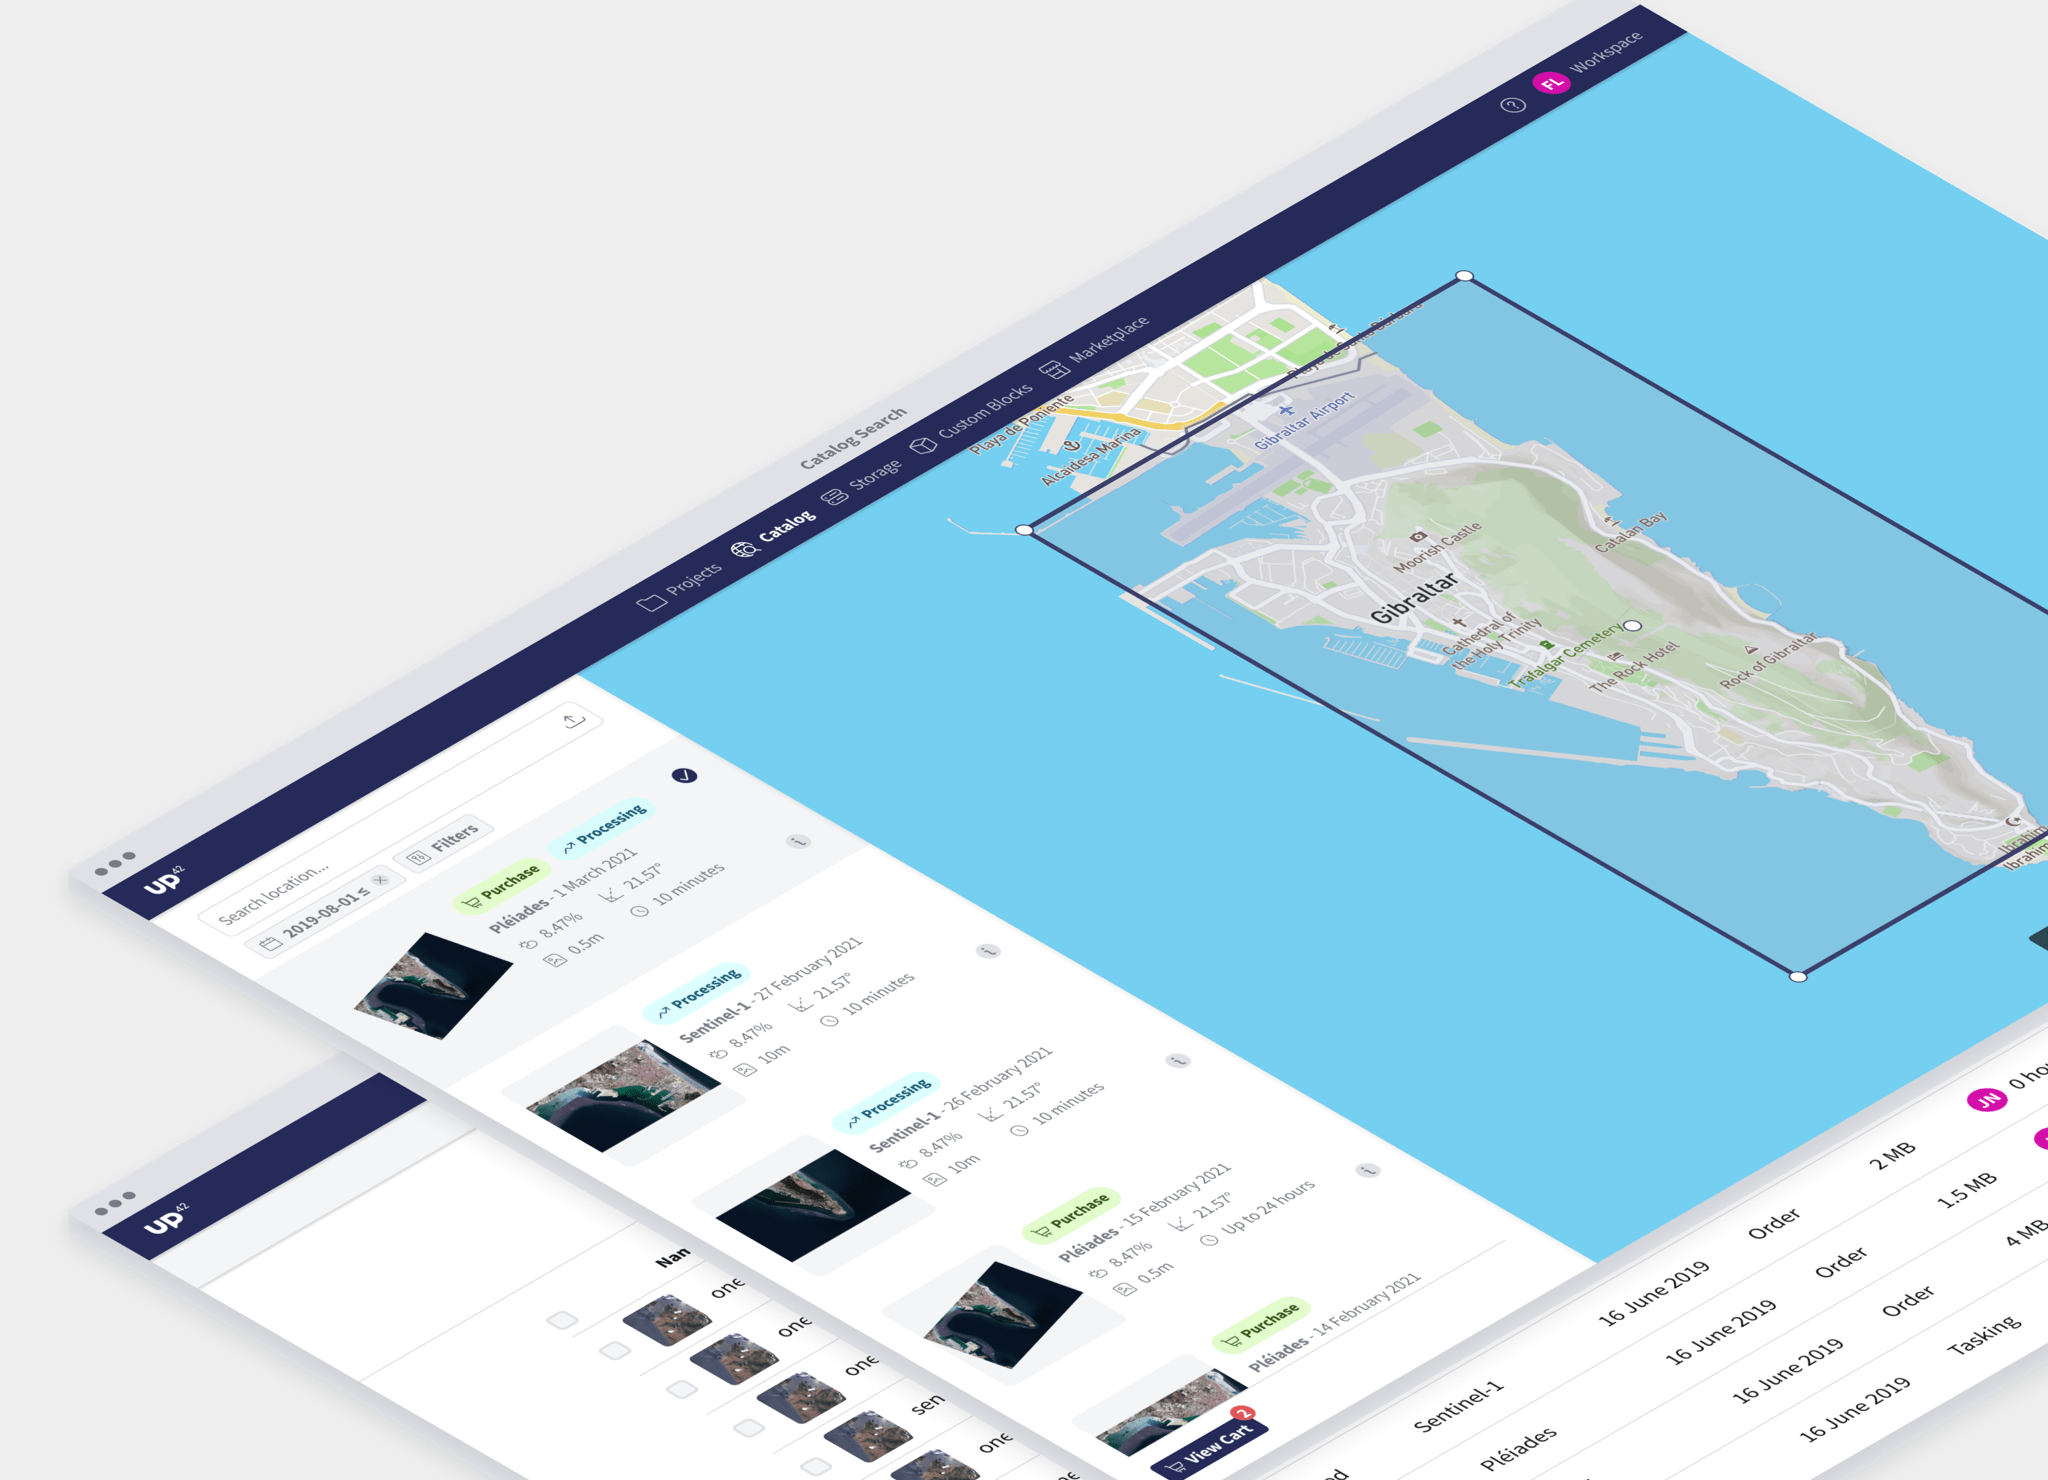 Catalog Search
up42
Projects
Catalog
Storage
Custom Blocks
Marketplace
?
FL
Workspace
Search location...
2019-08-01 ≤
Filters
Purchase
Processing
Pléiades - 1 March 2021
8.47%
21.57°
0.5m
10 minutes
i
Processing
Sentinel-1 - 27 February 2021
8.47%
21.57°
10m
10 minutes
i
Processing
Sentinel-1 - 26 February 2021
8.47%
21.57°
10m
10 minutes
i
Purchase
Pléiades - 15 February 2021
8.47%
21.57°
0.5m
Up to 24 hours
i
Purchase
Pléiades - 14 February 2021
View Cart
2
Playa de Poniente
Alcaidesa Marina
Gibraltar Airport
Moorish Castle
Catalan Bay
Gibraltar
Cathedral of
the Holy Trinity
Trafalgar Cemetery
The Rock Hotel
Rock of Gibraltar
Ibrahim
Ibrahim
up42
Nan
one
one
one
sen
one
16 June 2019
Order
2 MB
JN
0 hou
Sentinel-1
16 June 2019
Order
1.5 MB
Pléiades
16 June 2019
Order
4 MB
16 June 2019
Tasking